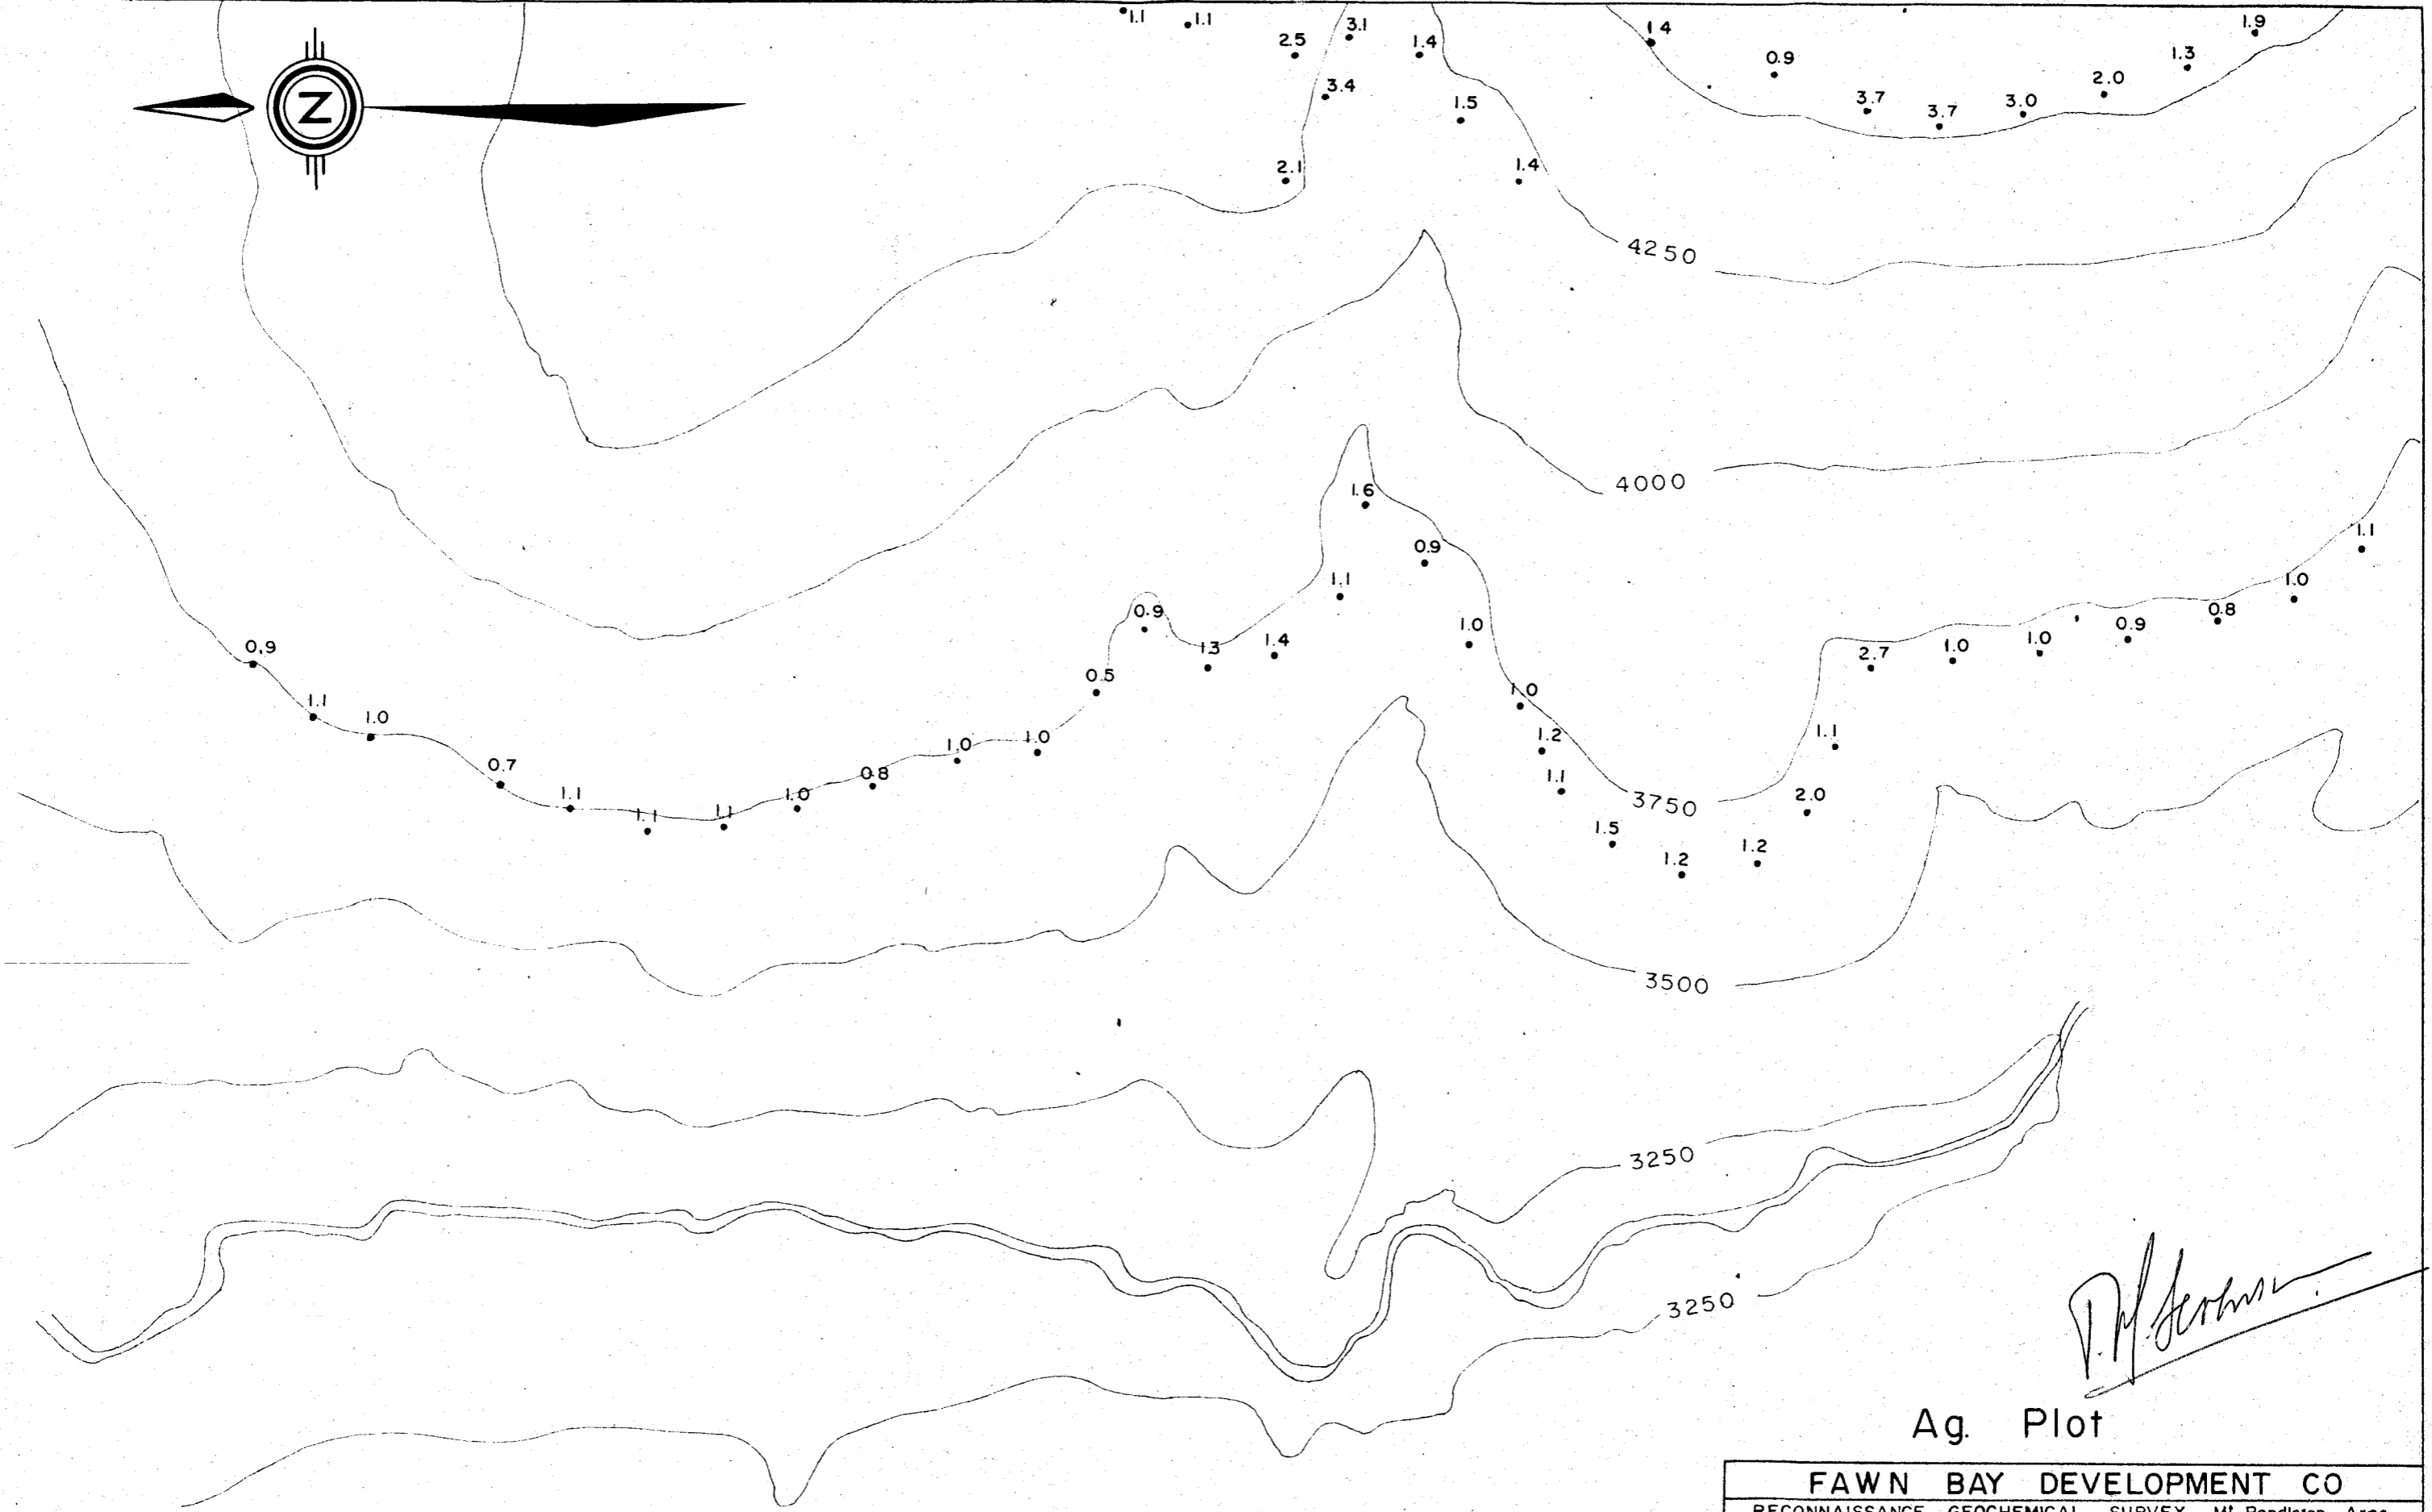 1.1 1.1 2.5 3.1 1.4 1.4 0.9 3.7 3.7 3.0 2.0 1.3 1.9
Z
3.4 1.5
2.1 1.4
4250
4000
1.6
0.9
1.1
1.1
1.0
0.9 1.3 1.4 1.0 2.7 1.0 1.0 0.9 0.8
0.9
0.5
1.1 1.0 1.0
1.0 1.0 1.2 1.1
0.7 0.8 1.1
1.1 1.0 3750 2.0
1.1 1.1 1.5
1.2 1.2
3500
3250
3250
Ag. Plot
FAWN BAY DEVELOPMENT CO
RECONNAISSANCE GEOCHEMICAL SURVEY Mt Pendleton Area